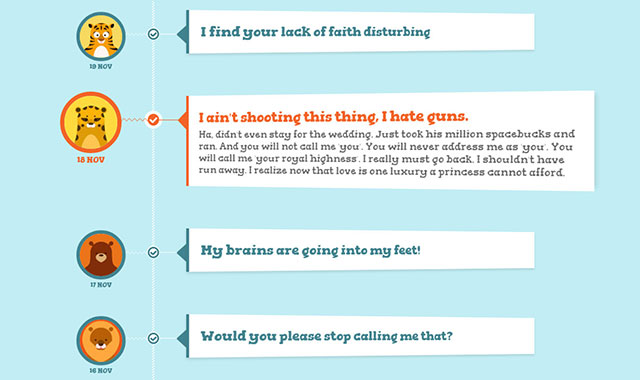 I find your lack of faith disturbing
19 NOV
I ain't shooting this thing, I hate guns.
Ha, didn't even stay for the wedding. Just took his million spacebucks and
ran. And you will not call me 'you'. You will never address me as 'you'. You
will call me 'your royal highness'. I really must go back. I shouldn't have
run away. I realize now that love is one luxury a princess cannot afford.
18 NOV
My brains are going into my feet!
17 NOV
Would you please stop calling me that?
16 NOV